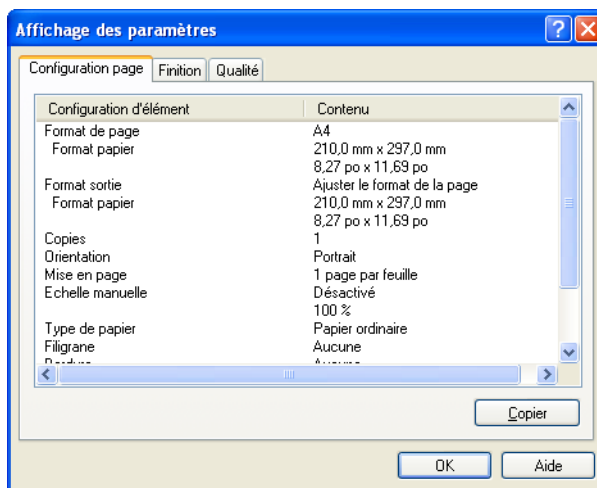 Affichage des paramètres
Configuration page Finition Qualité
Configuration d'élément Contenu
Format de page A4
Format papier 210,0 mm x 297,0 mm
8,27 po x 11,69 po
Format sortie Ajuster le format de la page
Format papier 210,0 mm x 297,0 mm
8,27 po x 11,69 po
Copies 1
Orientation Portrait
Mise en page 1 page par feuille
Echelle manuelle Désactivé
100 %
Type de papier Papier ordinaire
Filigrane Aucune
Copier
OK Aide